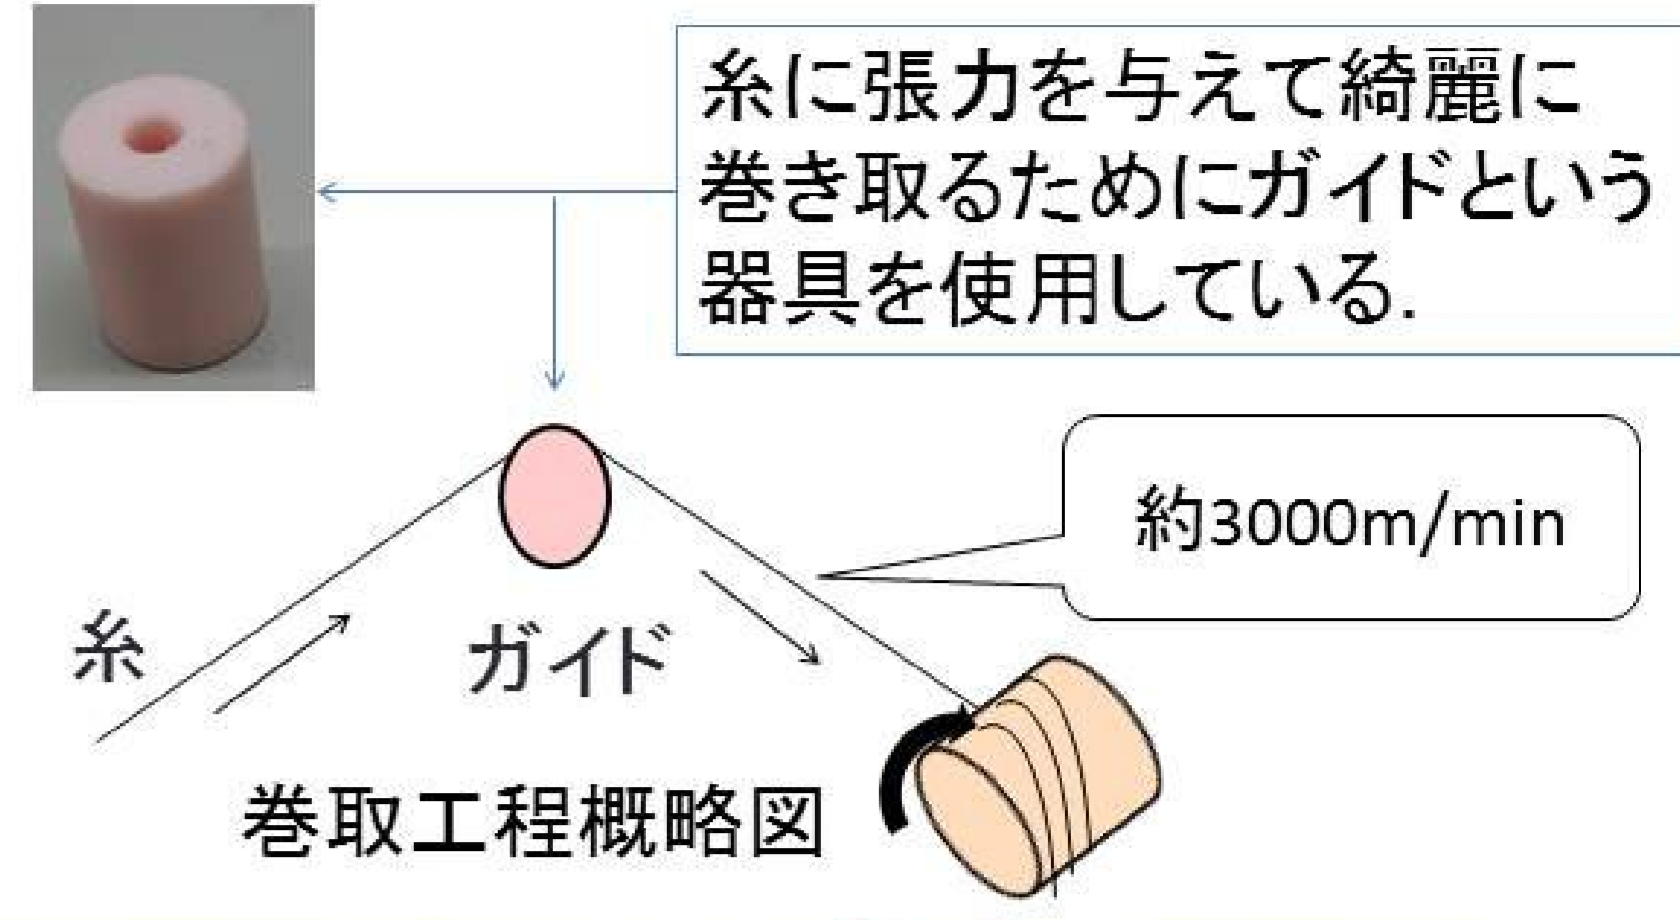 糸に張力を与えて綺麗に
巻き取るためにガイドという
器具を使用している.
約3000m/min
糸
ガイド
巻取工程概略図